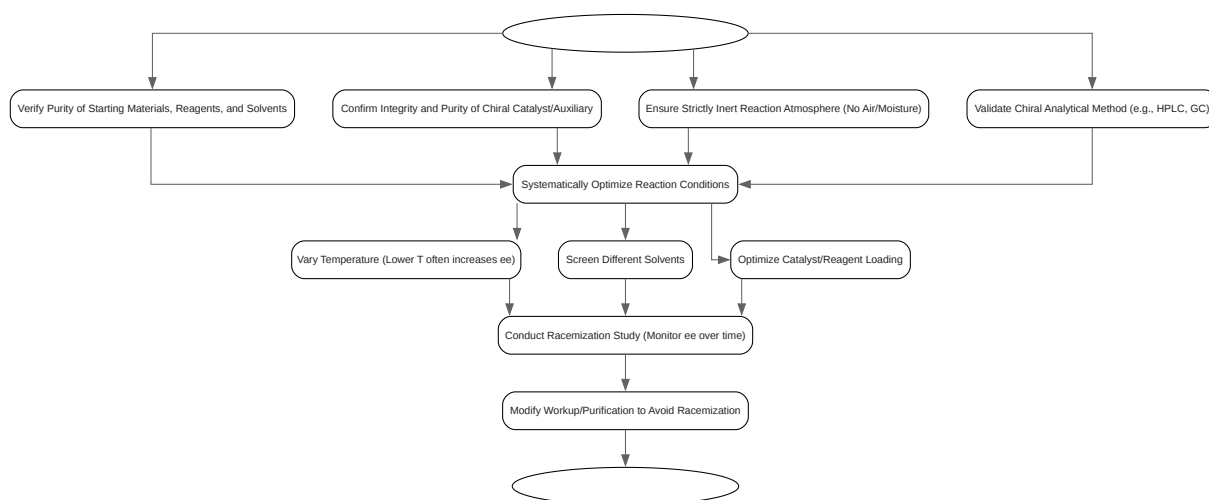 Verify Purity of Starting Materials, Reagents, and Solvents
Confirm Integrity and Purity of Chiral Catalyst/Auxiliary
Ensure Strictly Inert Reaction Atmosphere (No Air/Moisture)
Validate Chiral Analytical Method (e.g., HPLC, GC)
Systematically Optimize Reaction Conditions
Vary Temperature (Lower T often increases ee)
Screen Different Solvents
Optimize Catalyst/Reagent Loading
Conduct Racemization Study (Monitor ee over time)
Modify Workup/Purification to Avoid Racemization